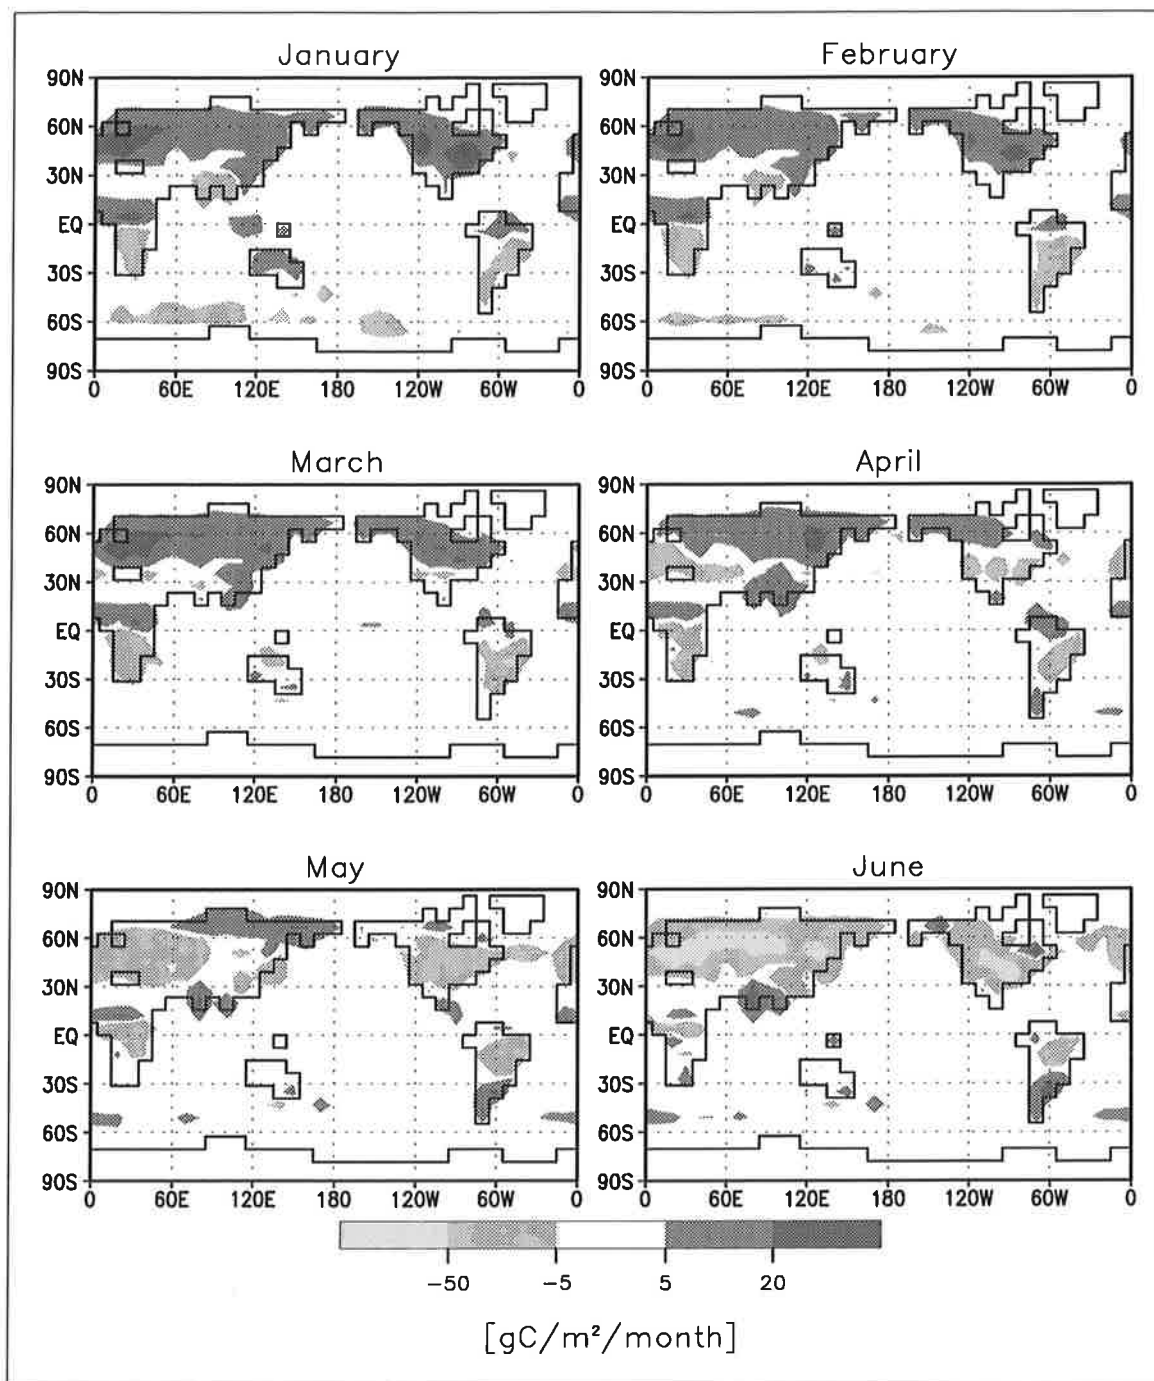 January February
90N 90N
60N 60N
30N 30N
EQ EQ
30S 30S
60S 60S
90S 90S
0 60E 120E 180 120W 60W 0 0 60E 120E 180 120W 60W 0
March April
90N 90N
60N 60N
30N 30N
EQ EQ
30S 30S
60S 60S
90S 90S
0 60E 120E 180 120W 60W 0 0 60E 120E 180 120W 60W 0
May June
90N 90N
60N 60N
30N 30N
EQ EQ
30S 30S
60S 60S
90S 90S
0 60E 120E 180 120W 60W 0 0 60E 120E 180 120W 60W 0
−50 −5 5 20
[gC/m²/month]